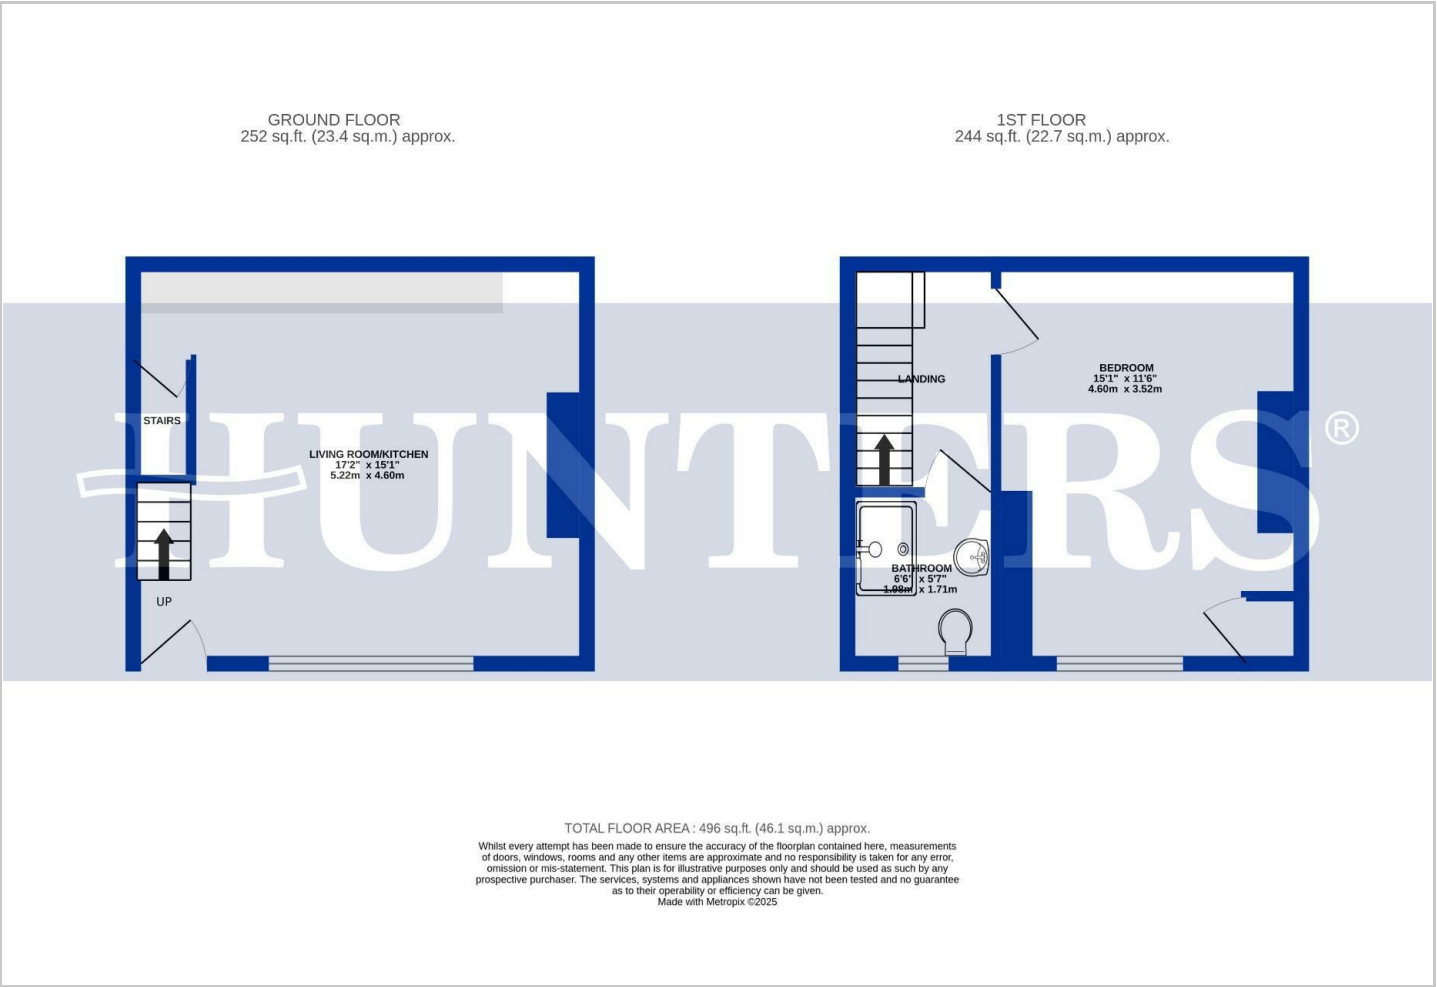 GROUND FLOOR
252 sq.ft. (23.4 sq.m.) approx.
1ST FLOOR
244 sq.ft. (22.7 sq.m.) approx.
STAIRS
LIVING ROOM/KITCHEN
17'2" x 15'1"
5.22m x 4.60m
UP
LANDING
BEDROOM
15'1" x 11'6"
4.60m x 3.52m
BATHROOM
6'6" x 5'7"
1.98m x 1.71m
HUNTERS®
TOTAL FLOOR AREA : 496 sq.ft. (46.1 sq.m.) approx.
Whilst every attempt has been made to ensure the accuracy of the floorplan contained here, measurements
of doors, windows, rooms and any other items are approximate and no responsibility is taken for any error,
omission or mis-statement. This plan is for illustrative purposes only and should be used as such by any
prospective purchaser. The services, systems and appliances shown have not been tested and no guarantee
as to their operability or efficiency can be given.
Made with Metropix ©2025